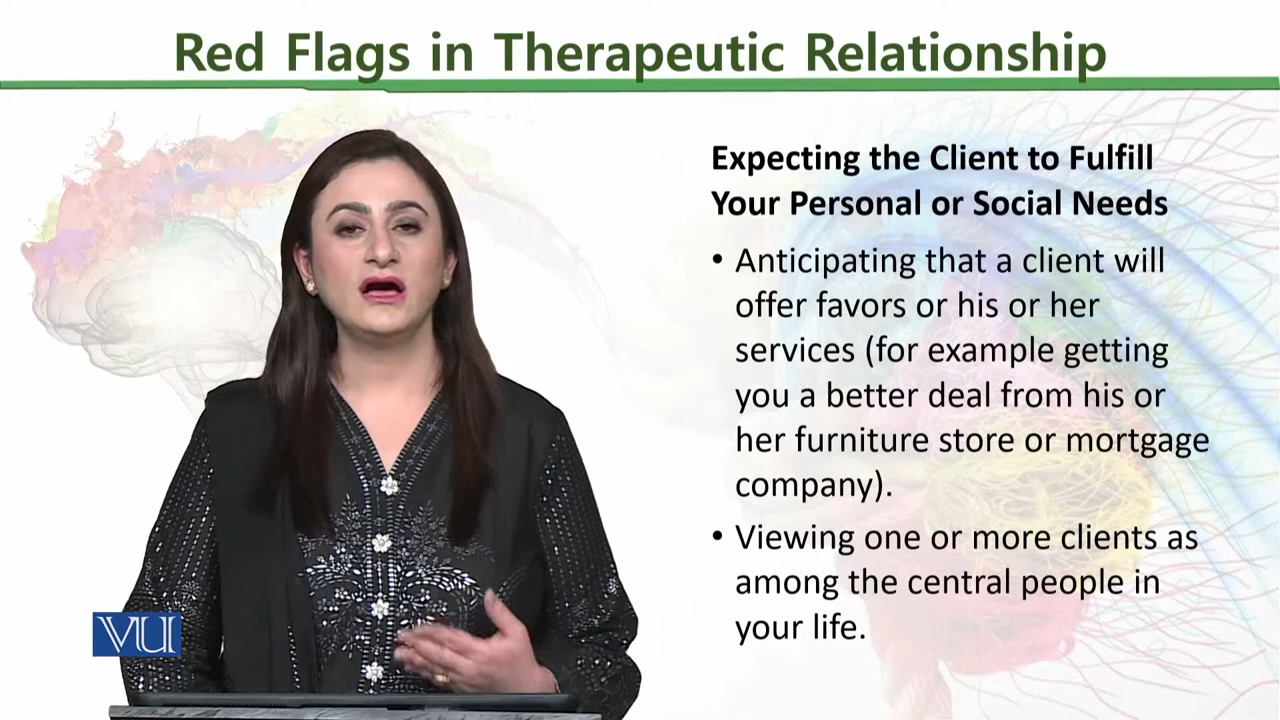 Red Flags in Therapeutic Relationship
Expecting the Client to Fulfill
Your Personal or Social Needs
• Anticipating that a client will
offer favors or his or her
services (for example getting
you a better deal from his or
her furniture store or mortgage
company).
• Viewing one or more clients as
among the central people in
your life.
VU